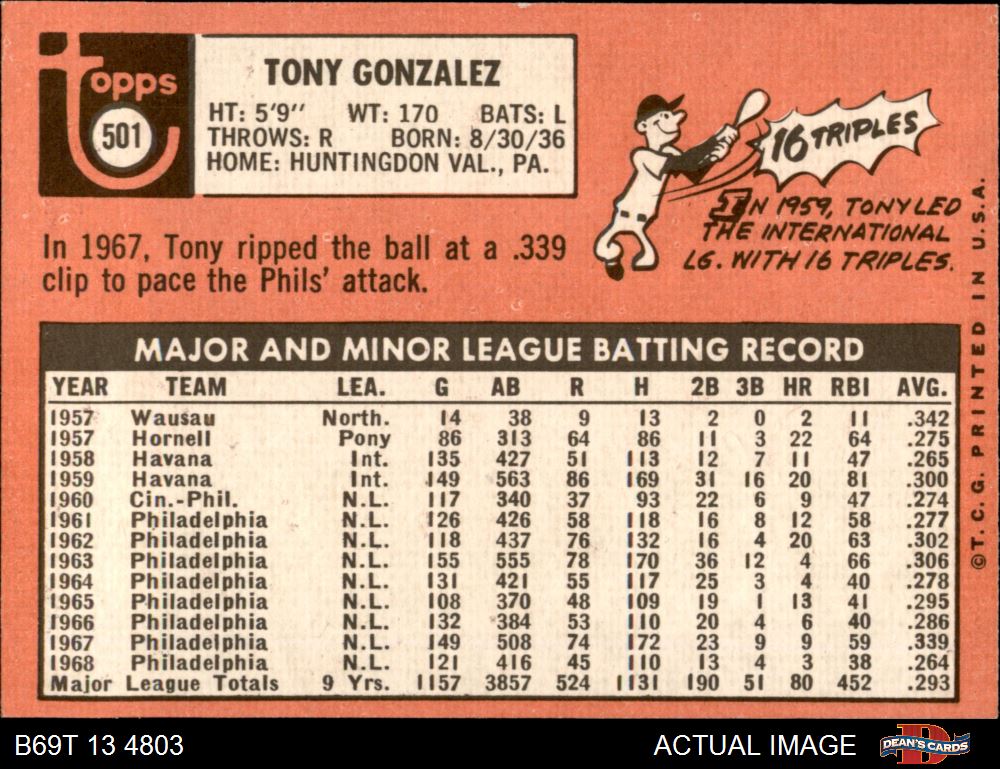 topps
501
TONY GONZALEZ
HT: 5'9" WT: 170 BATS: L
THROWS: R BORN: 8/30/36
HOME: HUNTINGDON VAL., PA.
16 TRIPLES
IN 1959, TONY LED
THE INTERNATIONAL
LG. WITH 16 TRIPLES.
In 1967, Tony ripped the ball at a .339
clip to pace the Phils' attack.
MAJOR AND MINOR LEAGUE BATTING RECORD
YEAR TEAM LEA. G AB R H 2B 3B HR RBI AVG.
1957 Wausau North. 14 38 9 13 2 0 2 11 .342
1957 Hornell Pony 86 313 64 86 11 3 22 64 .275
1958 Havana Int. 135 427 51 113 12 7 11 47 .265
1959 Havana Int. 149 563 86 169 31 16 20 81 .300
1960 Cin.-Phil. N.L. 117 340 37 93 22 6 9 47 .274
1961 Philadelphia N.L. 126 426 58 118 16 8 12 58 .277
1962 Philadelphia N.L. 118 437 76 132 16 4 20 63 .302
1963 Philadelphia N.L. 155 555 78 170 36 12 4 66 .306
1964 Philadelphia N.L. 131 421 55 117 25 3 4 40 .278
1965 Philadelphia N.L. 108 370 48 109 19 1 13 41 .295
1966 Philadelphia N.L. 132 384 53 110 20 4 6 40 .286
1967 Philadelphia N.L. 149 508 74 172 23 9 9 59 .339
1968 Philadelphia N.L. 121 416 45 110 13 4 3 38 .264
Major League Totals 9 Yrs. 1157 3857 524 1131 190 51 80 452 .293
©T. C. G. PRINTED IN U.S.A.
B69T 13 4803 ACTUAL IMAGE
DEAN'S CARDS